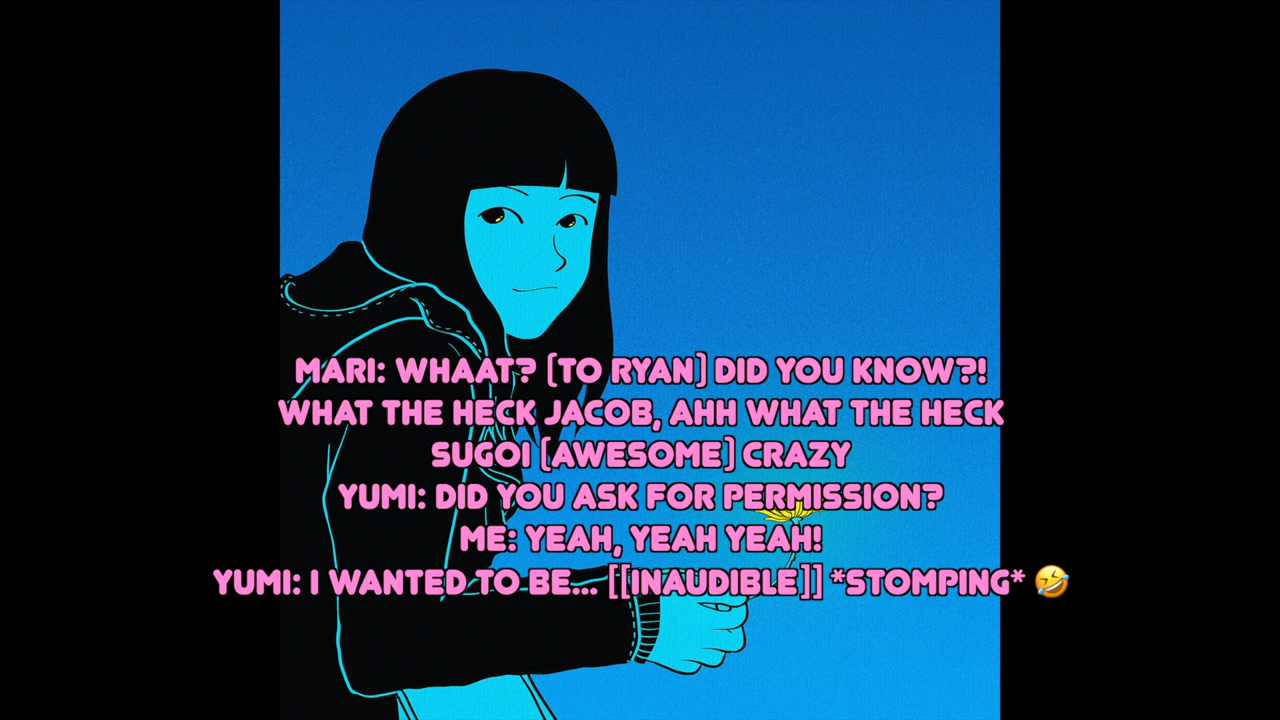 MARI: WHAAT? [TO RYAN] DID YOU KNOW?!
WHAT THE HECK JACOB, AHH WHAT THE HECK
SUGOI [AWESOME] CRAZY
YUMI: DID YOU ASK FOR PERMISSION?
ME: YEAH, YEAH YEAH!
YUMI: I WANTED TO BE... [[INAUDIBLE]] *STOMPING* 🤣